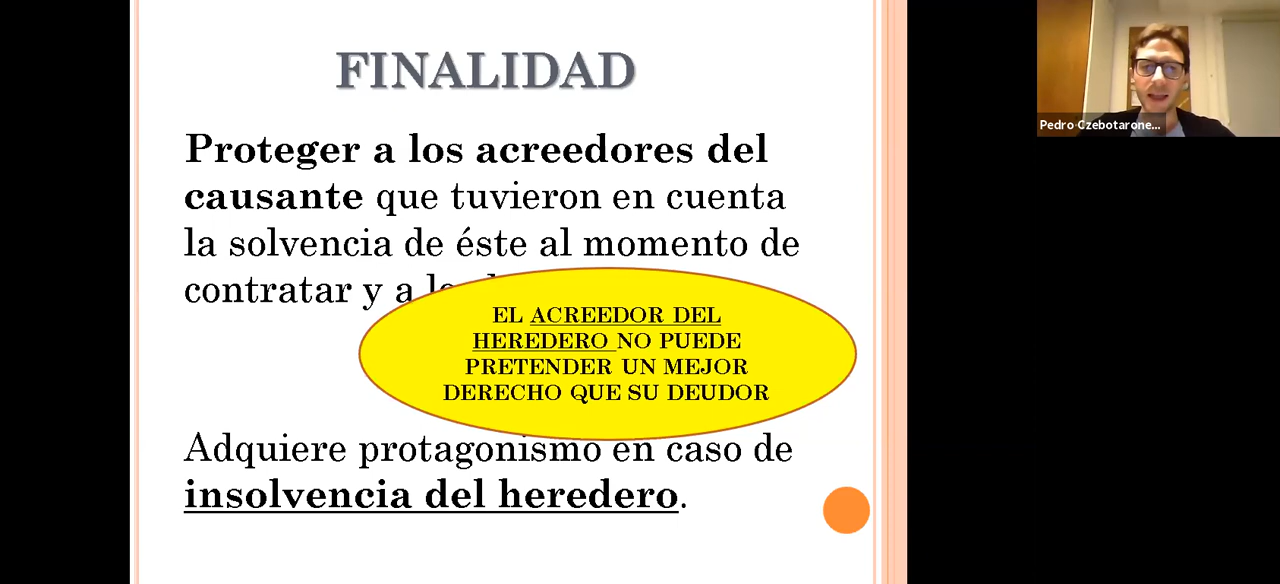 FINALIDAD
Proteger a los acreedores del
causante que tuvieron en cuenta
la solvencia de éste al momento de
contratar y a
EL ACREEDOR DEL
HEREDERO NO PUEDE
PRETENDER UN MEJOR
DERECHO QUE SU DEUDOR
Adquiere protagonismo en caso de
insolvencia del heredero.
Pedro Czebotarone...